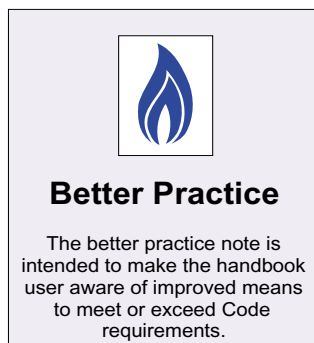 Better Practice
The better practice note is
intended to make the handbook
user aware of improved means
to meet or exceed Code
requirements.